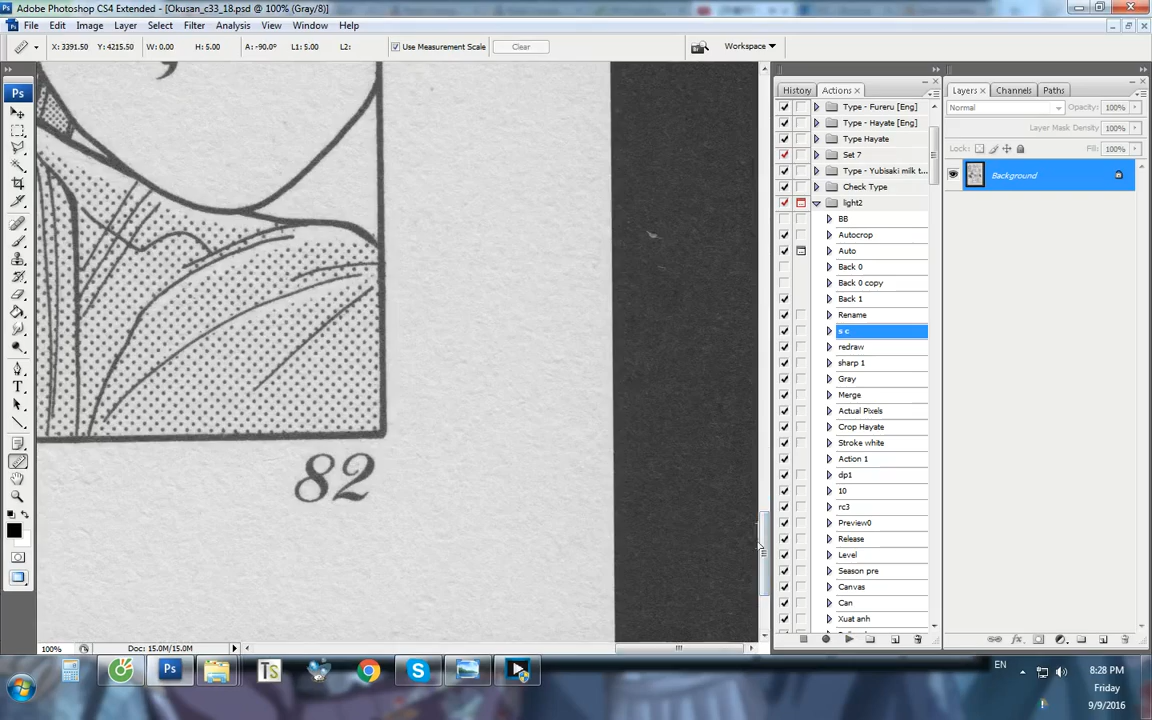 Adobe Photoshop CS4 Extended - [Okusan_c33_18.psd @ 100% (Gray/8)]
File Edit Image Layer Select Filter Analysis View Window Help
X: 3391.50 Y: 4215.50 W: 0.00 H: 5.00 A: -90.0° L1: 5.00 L2: Use Measurement Scale Clear Workspace
History Actions
Layers Channels Paths
Ps
Type - Fureru [Eng]
Normal Opacity: 100%
Type - Hayate [Eng]
Layer Mask Density: 100%
Type Hayate
Lock: Fill: 100%
Set 7
Type - Yubisaki milk t...
Background
Check Type
light2
BB
Autocrop
Auto
Back 0
Back 0 copy
Back 1
Rename
s c
redraw
sharp 1
Gray
Merge
Actual Pixels
Crop Hayate
Stroke white
Action 1
dp1
10
rc3
Preview0
Release
Level
Season pre
Canvas
Can
Xuat anh
T
82
100% Doc: 15.0M/15.0M
Ps TS S
EN
8:28 PM
Friday
9/9/2016